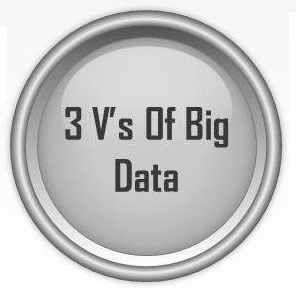 3 V's Of Big
Data